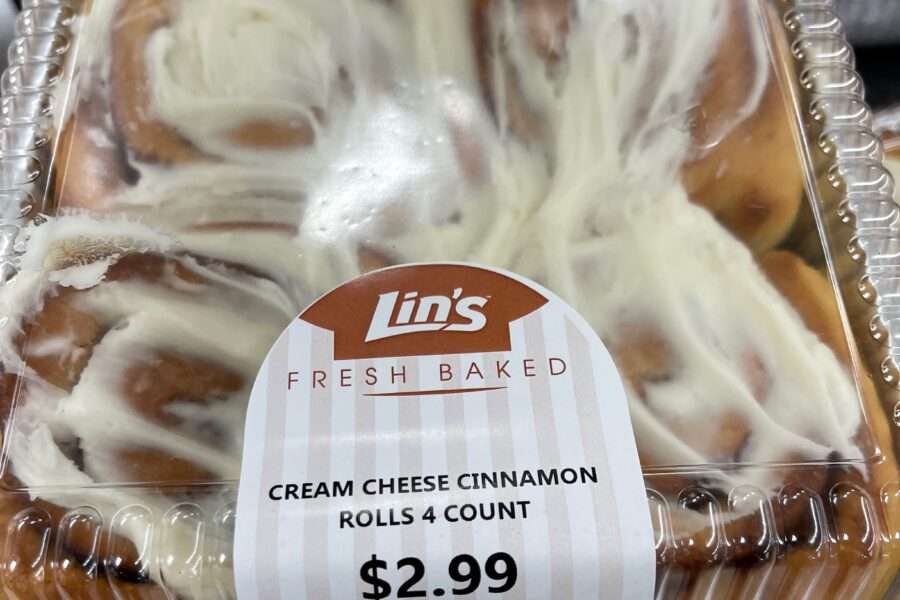 Lin's
FRESH BAKED
CREAM CHEESE CINNAMON
ROLLS 4 COUNT
$2.99